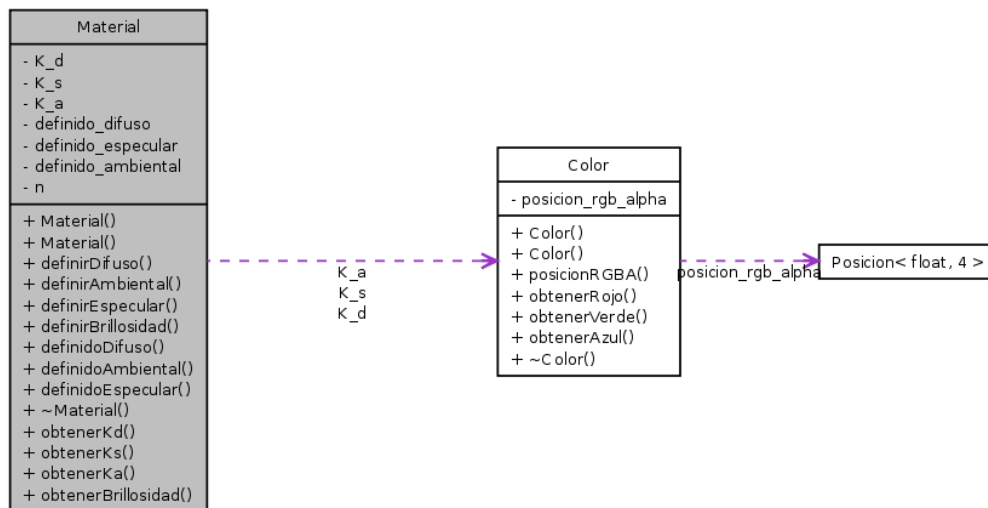 Material
- K_d
- K_s
- K_a
- definido_difuso
- definido_especular
- definido_ambiental
- n
+ Material()
+ Material()
+ definirDifuso()
+ definirAmbiental()
+ definirEspecular()
+ definirBrillosidad()
+ definidoDifuso()
+ definidoAmbiental()
+ definidoEspecular()
+ ~Material()
+ obtenerKd()
+ obtenerKs()
+ obtenerKa()
+ obtenerBrillosidad()
K_a
K_s
K_d
Color
- posicion_rgb_alpha
+ Color()
+ Color()
+ posicionRGBA()
+ obtenerRojo()
+ obtenerVerde()
+ obtenerAzul()
+ ~Color()
posicion_rgb_alpha
Posicion< float, 4 >